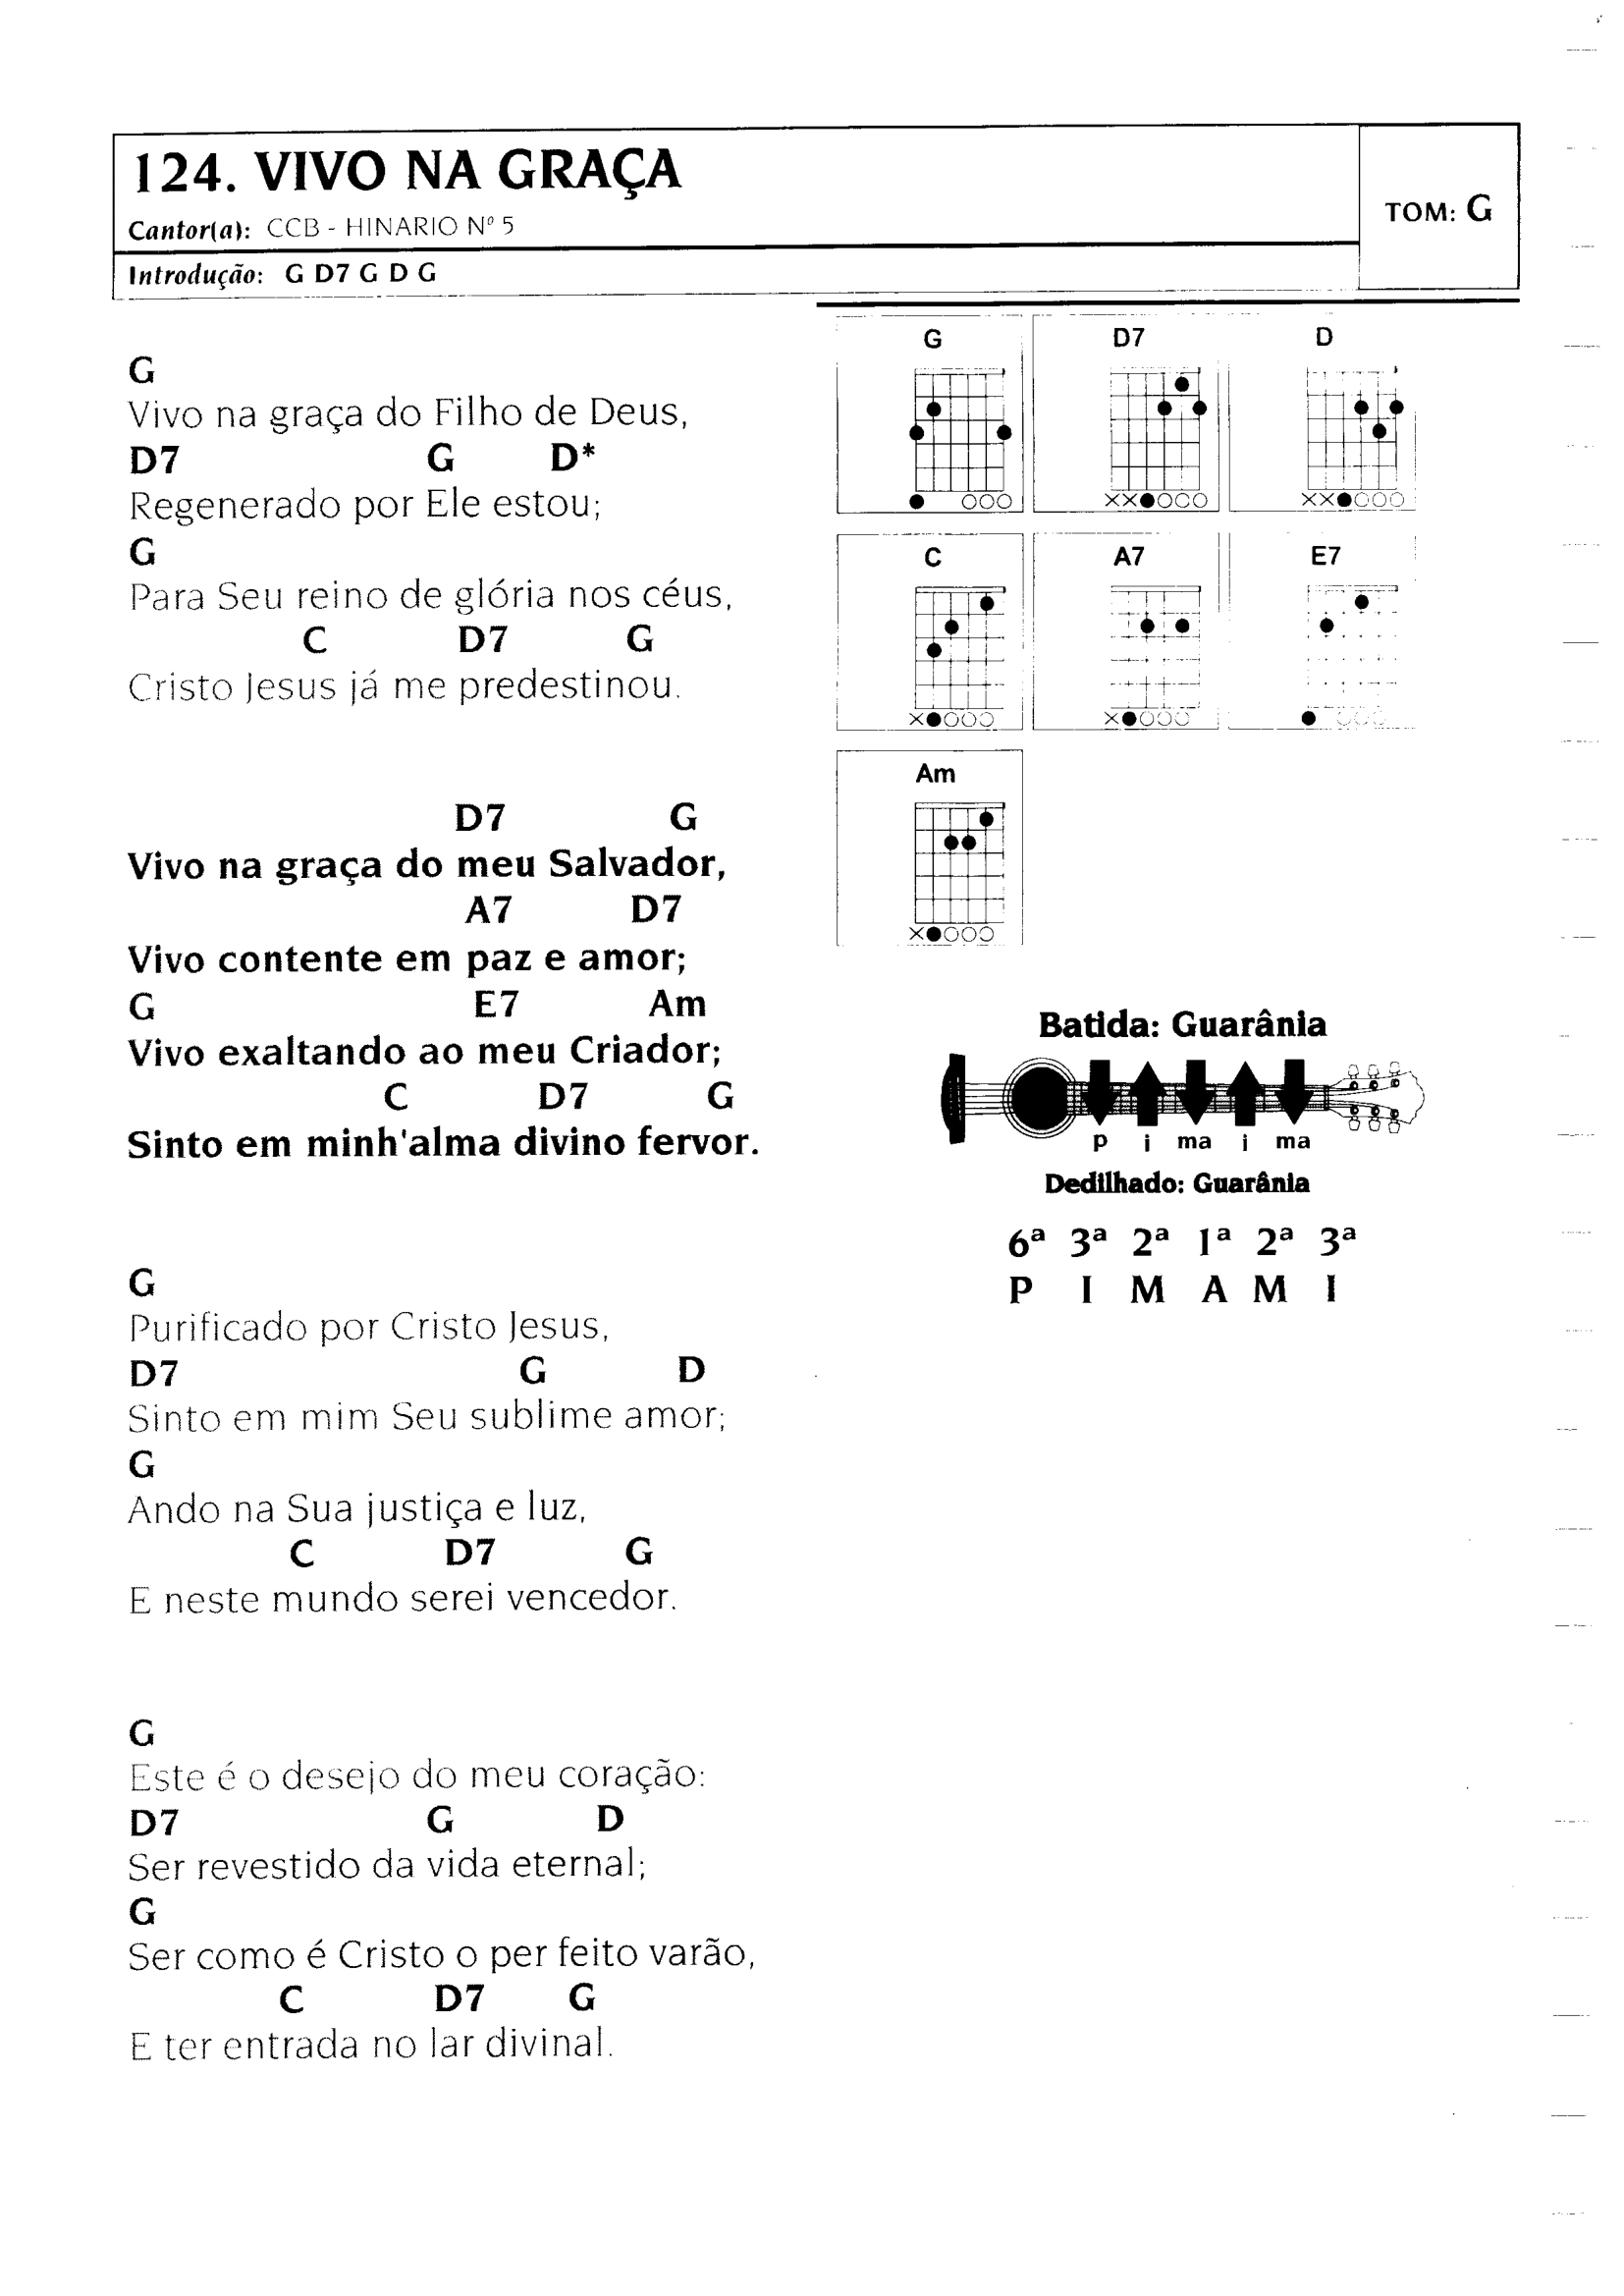 124. VIVO NA GRAÇA
Cantor(a): CCB - HINARIO Nº 5
TOM: G
Introdução: G D7 G D G
G
Vivo na graça do Filho de Deus,
D7 G D*
Regenerado por Ele estou;
G
Para Seu reino de glória nos céus,
C D7 G
Cristo Jesus já me predestinou.
D7 G
Vivo na graça do meu Salvador,
A7 D7
Vivo contente em paz e amor;
G E7 Am
Vivo exaltando ao meu Criador;
C D7 G
Sinto em minh'alma divino fervor.
G
Purificado por Cristo Jesus,
D7 G D
Sinto em mim Seu sublime amor;
G
Ando na Sua justiça e luz,
C D7 G
E neste mundo serei vencedor.
G
Este é o desejo do meu coração:
D7 G D
Ser revestido da vida eternal;
G
Ser como é Cristo o per feito varão,
C D7 G
E ter entrada no lar divinal.
G D7 D
C A7 E7
Am
Batida: Guarânia
p i ma i ma
Dedilhado: Guarânia
6ª 3ª 2ª 1ª 2ª 3ª
P I M A M I